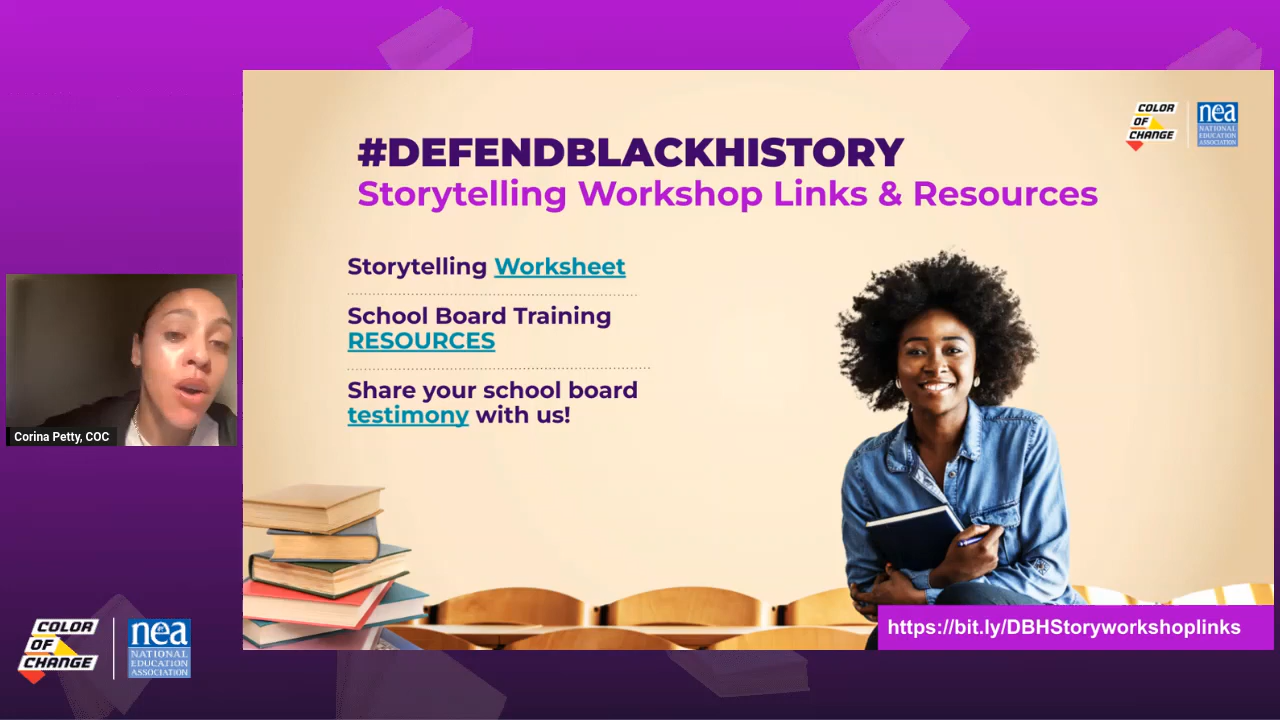 #DEFENDBLACKHISTORY
Storytelling Workshop Links & Resources
COLOR
OF
CHANGE
nea
NATIONAL
EDUCATION
ASSOCIATION
Storytelling Worksheet
School Board Training
RESOURCES
Share your school board
testimony with us!
Corina Petty, COC
https://bit.ly/DBHStoryworkshoplinks
COLOR
OF
CHANGE
nea
NATIONAL
EDUCATION
ASSOCIATION